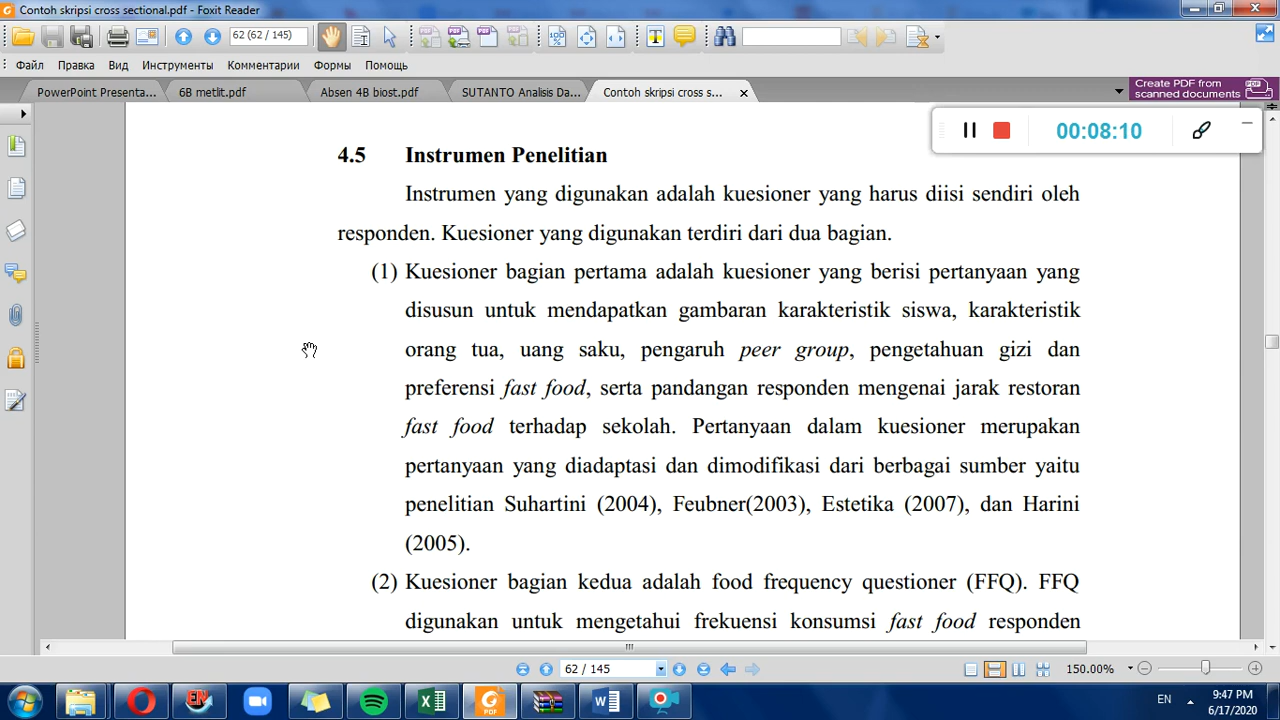 Contoh skripsi cross sectional.pdf - Foxit Reader
62 (62 / 145)
Файл Правка Вид Инструменты Комментарии Формы Помощь
PowerPoint Presenta... 6B metlit.pdf Absen 4B biost.pdf SUTANTO Analisis Da... Contoh skripsi cross s...
Create PDF from
scanned documents
00:08:10
4.5 Instrumen Penelitian
Instrumen yang digunakan adalah kuesioner yang harus diisi sendiri oleh
responden. Kuesioner yang digunakan terdiri dari dua bagian.
(1) Kuesioner bagian pertama adalah kuesioner yang berisi pertanyaan yang
disusun untuk mendapatkan gambaran karakteristik siswa, karakteristik
orang tua, uang saku, pengaruh peer group, pengetahuan gizi dan
preferensi fast food, serta pandangan responden mengenai jarak restoran
fast food terhadap sekolah. Pertanyaan dalam kuesioner merupakan
pertanyaan yang diadaptasi dan dimodifikasi dari berbagai sumber yaitu
penelitian Suhartini (2004), Feubner(2003), Estetika (2007), dan Harini
(2005).
(2) Kuesioner bagian kedua adalah food frequency questioner (FFQ). FFQ
digunakan untuk mengetahui frekuensi konsumsi fast food responden
62 / 145
150.00%
EN
9:47 PM
6/17/2020